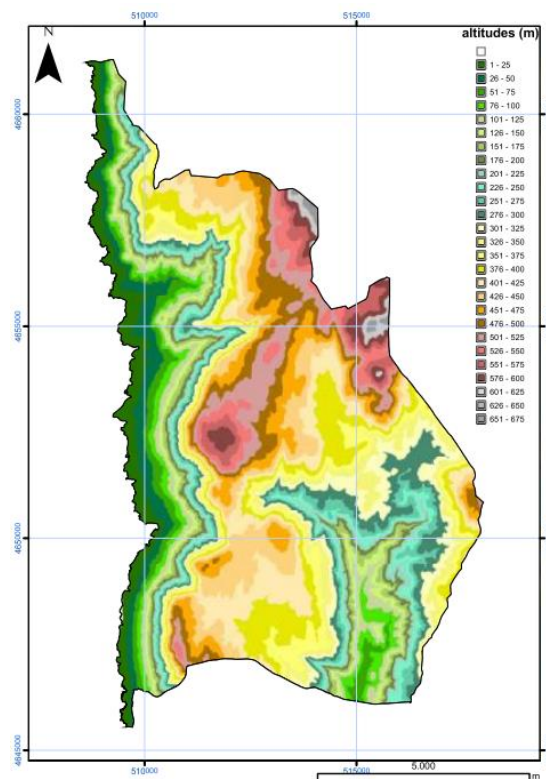 510000
515000
N
altitudes (m)
1 - 25
26 - 50
51 - 75
76 - 100
101 - 125
126 - 150
151 - 175
176 - 200
201 - 225
226 - 250
251 - 275
276 - 300
301 - 325
326 - 350
351 - 375
376 - 400
401 - 425
426 - 450
451 - 475
476 - 500
501 - 525
526 - 550
551 - 575
576 - 600
601 - 625
626 - 650
651 - 675
4660000
4655000
4650000
4645000
510000
515000
5.000
m